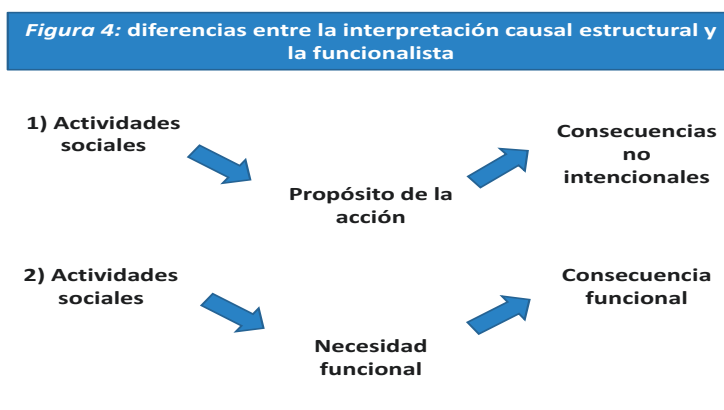 Figura 4: diferencias entre la interpretación causal estructural y
la funcionalista
1) Actividades
sociales
Propósito de la
acción
Consecuencias
no
intencionales
2) Actividades
sociales
Necesidad
funcional
Consecuencia
funcional